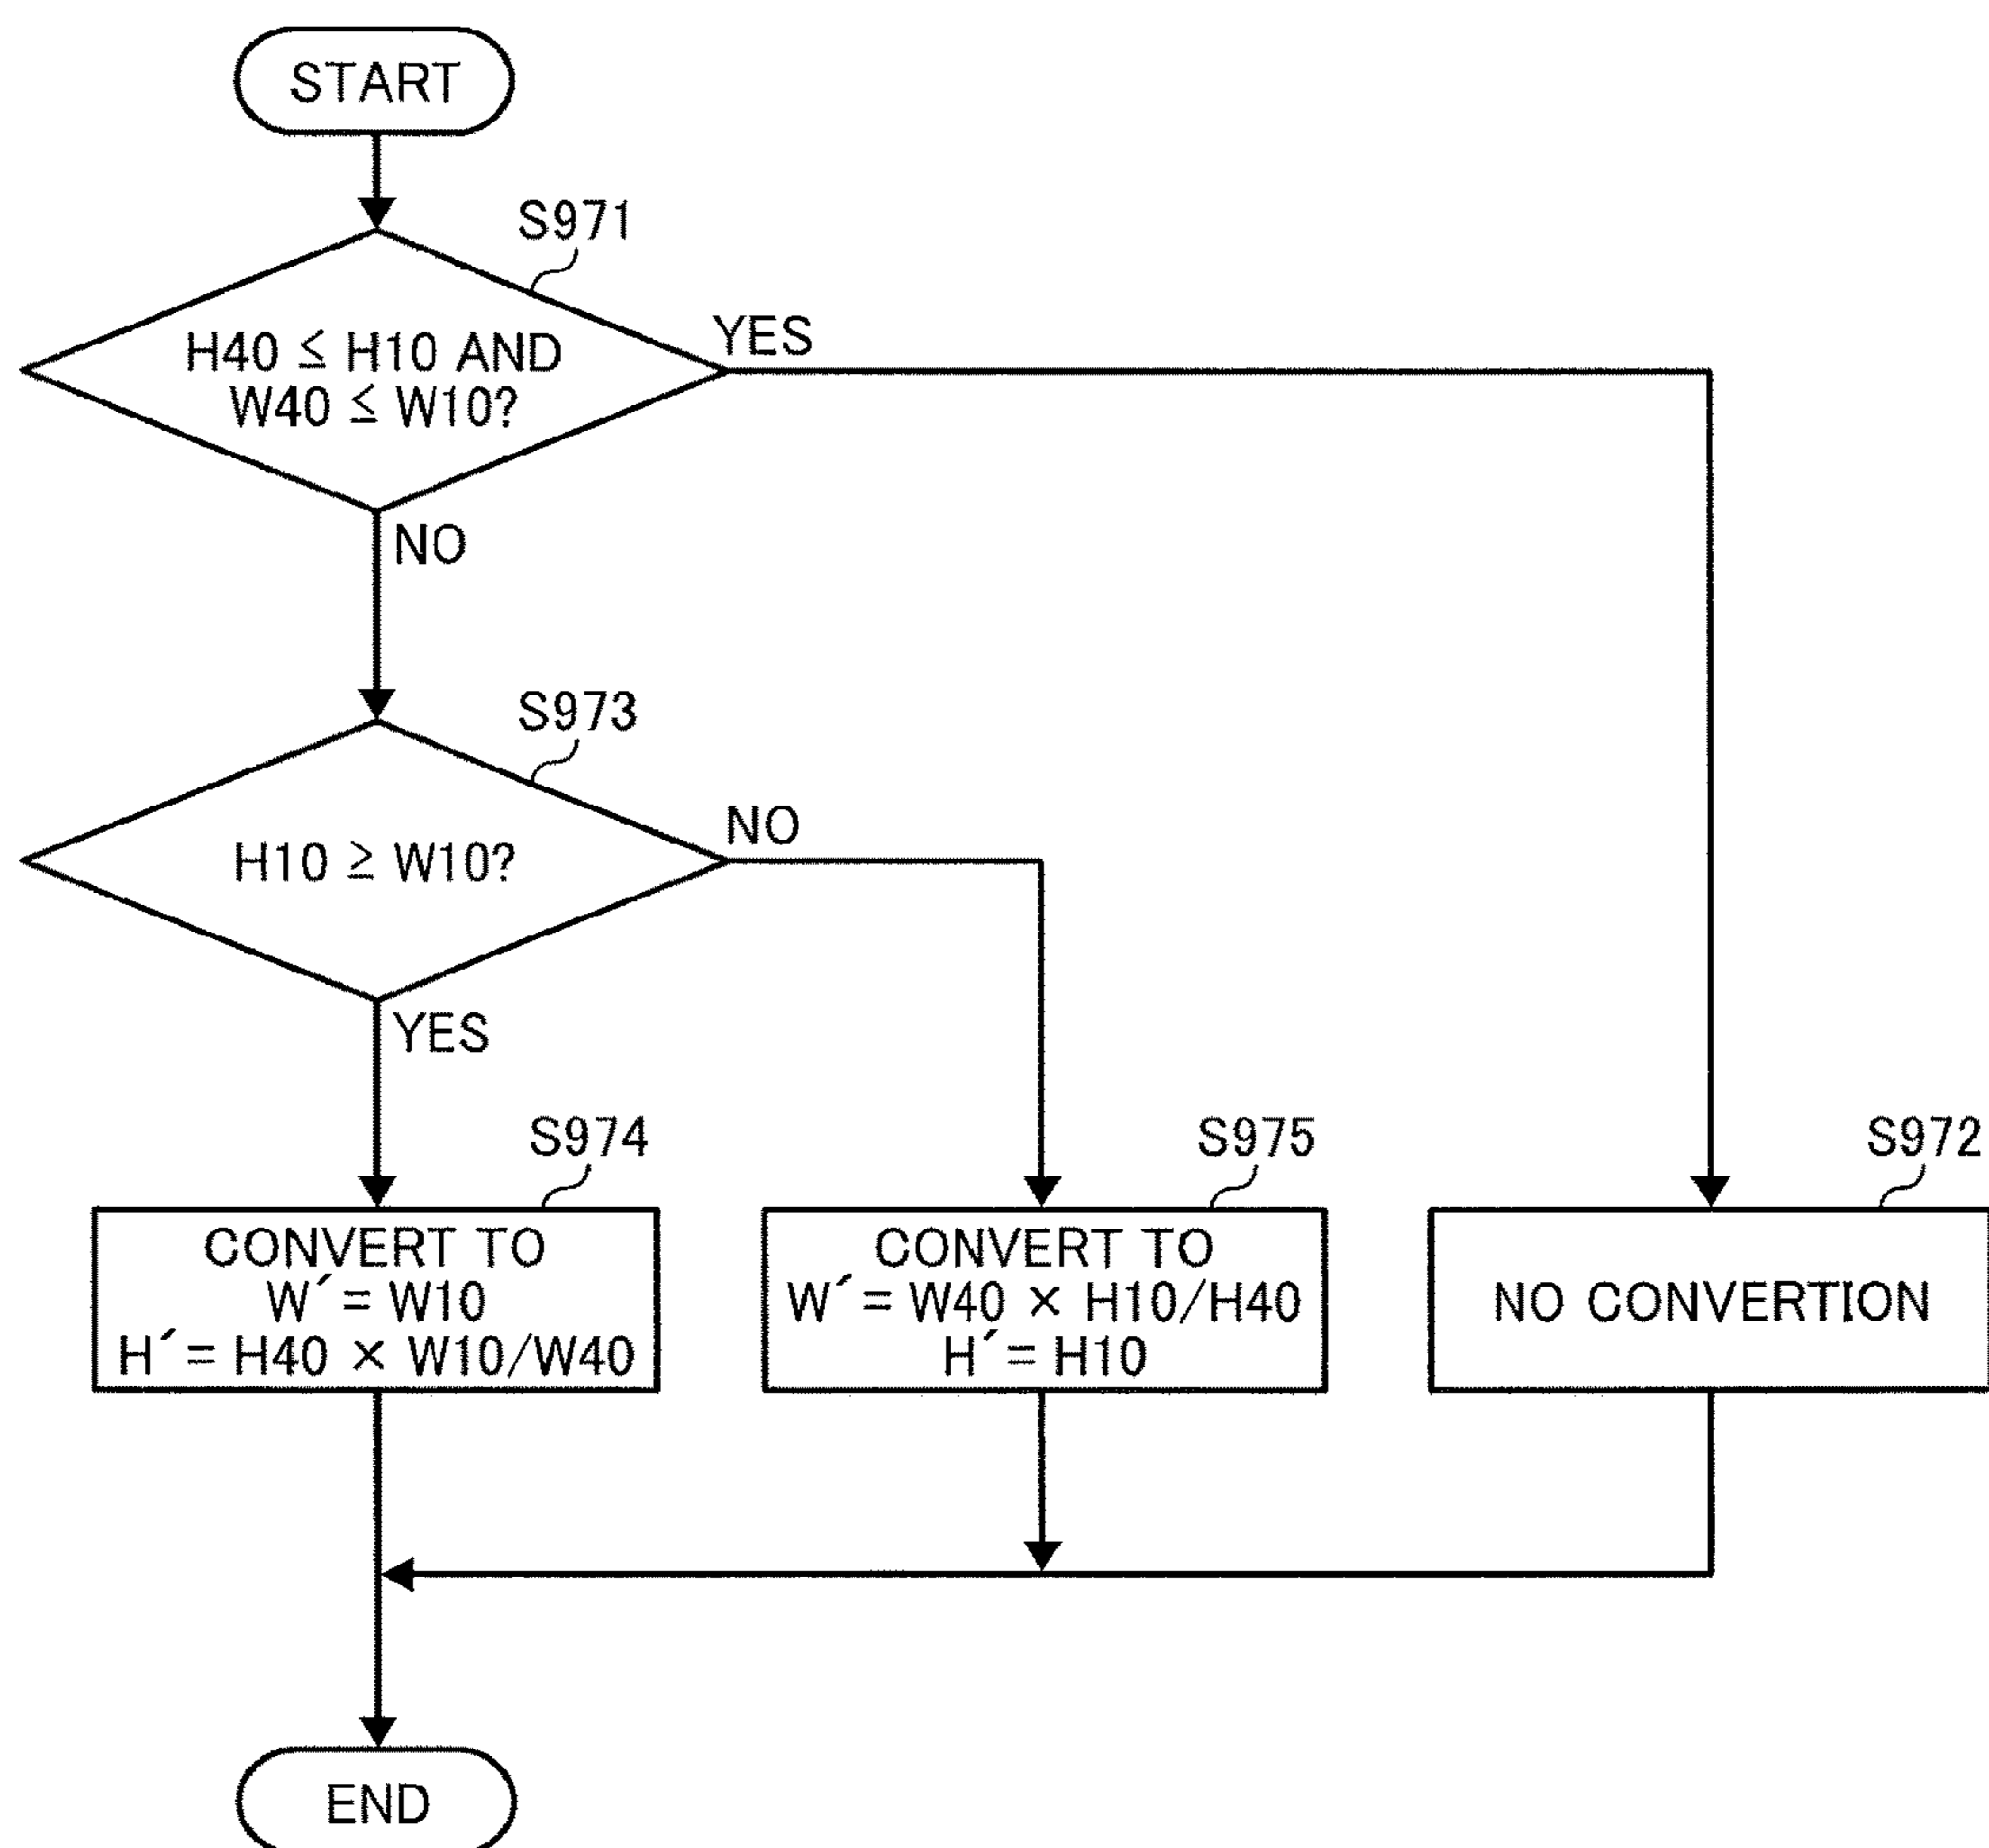 START
S971
H40 ≦ H10 AND
W40 ≦ W10?
YES
NO
S973
H10 ≧ W10?
NO
YES
S974
CONVERT TO
W´= W10
H´= H40 × W10/W40
S975
CONVERT TO
W´= W40 × H10/H40
H´= H10
S972
NO CONVERTION
END